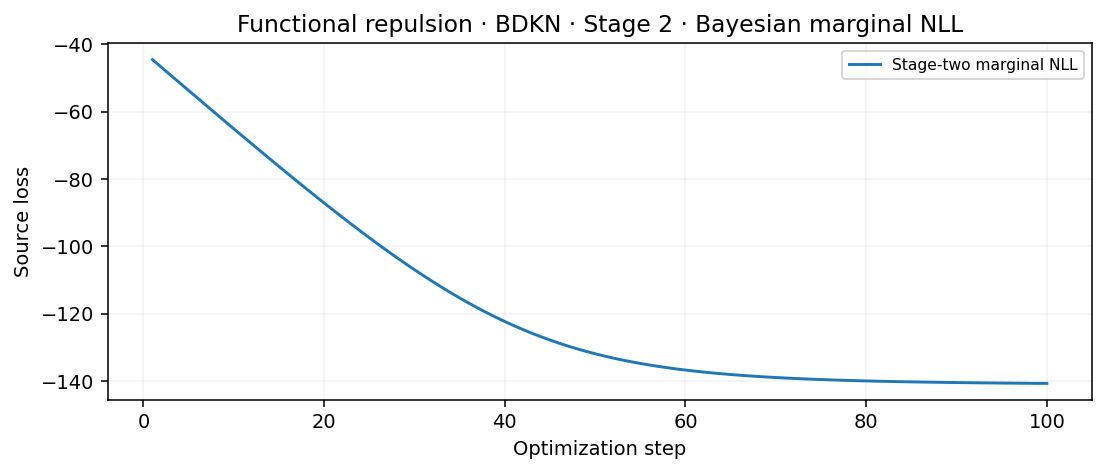 Functional repulsion · BDKN · Stage 2 · Bayesian marginal NLL
Stage-two marginal NLL
Source loss
−40
−60
−80
−100
−120
−140
0 20 40 60 80 100
Optimization step